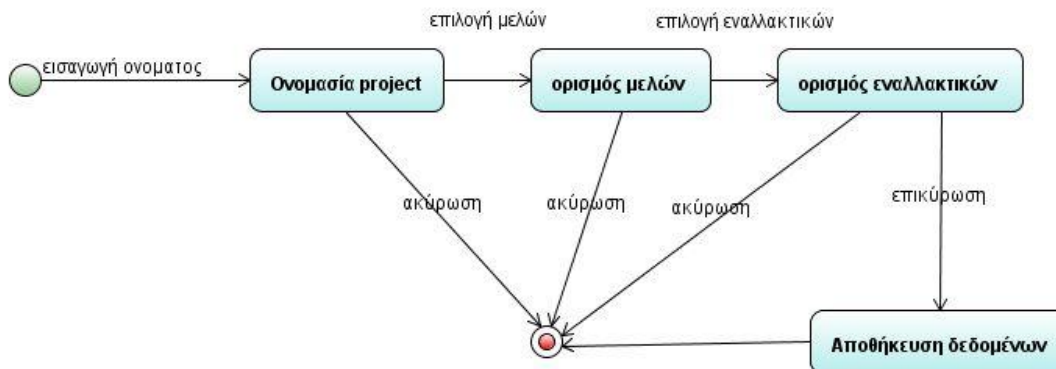 επιλογή μελών
επιλογή εναλλακτικών
εισαγωγή ονοματος
Ονομασία project
ορισμός μελών
ορισμός εναλλακτικών
ακύρωση
ακύρωση
ακύρωση
επικύρωση
Αποθήκευση δεδομένων